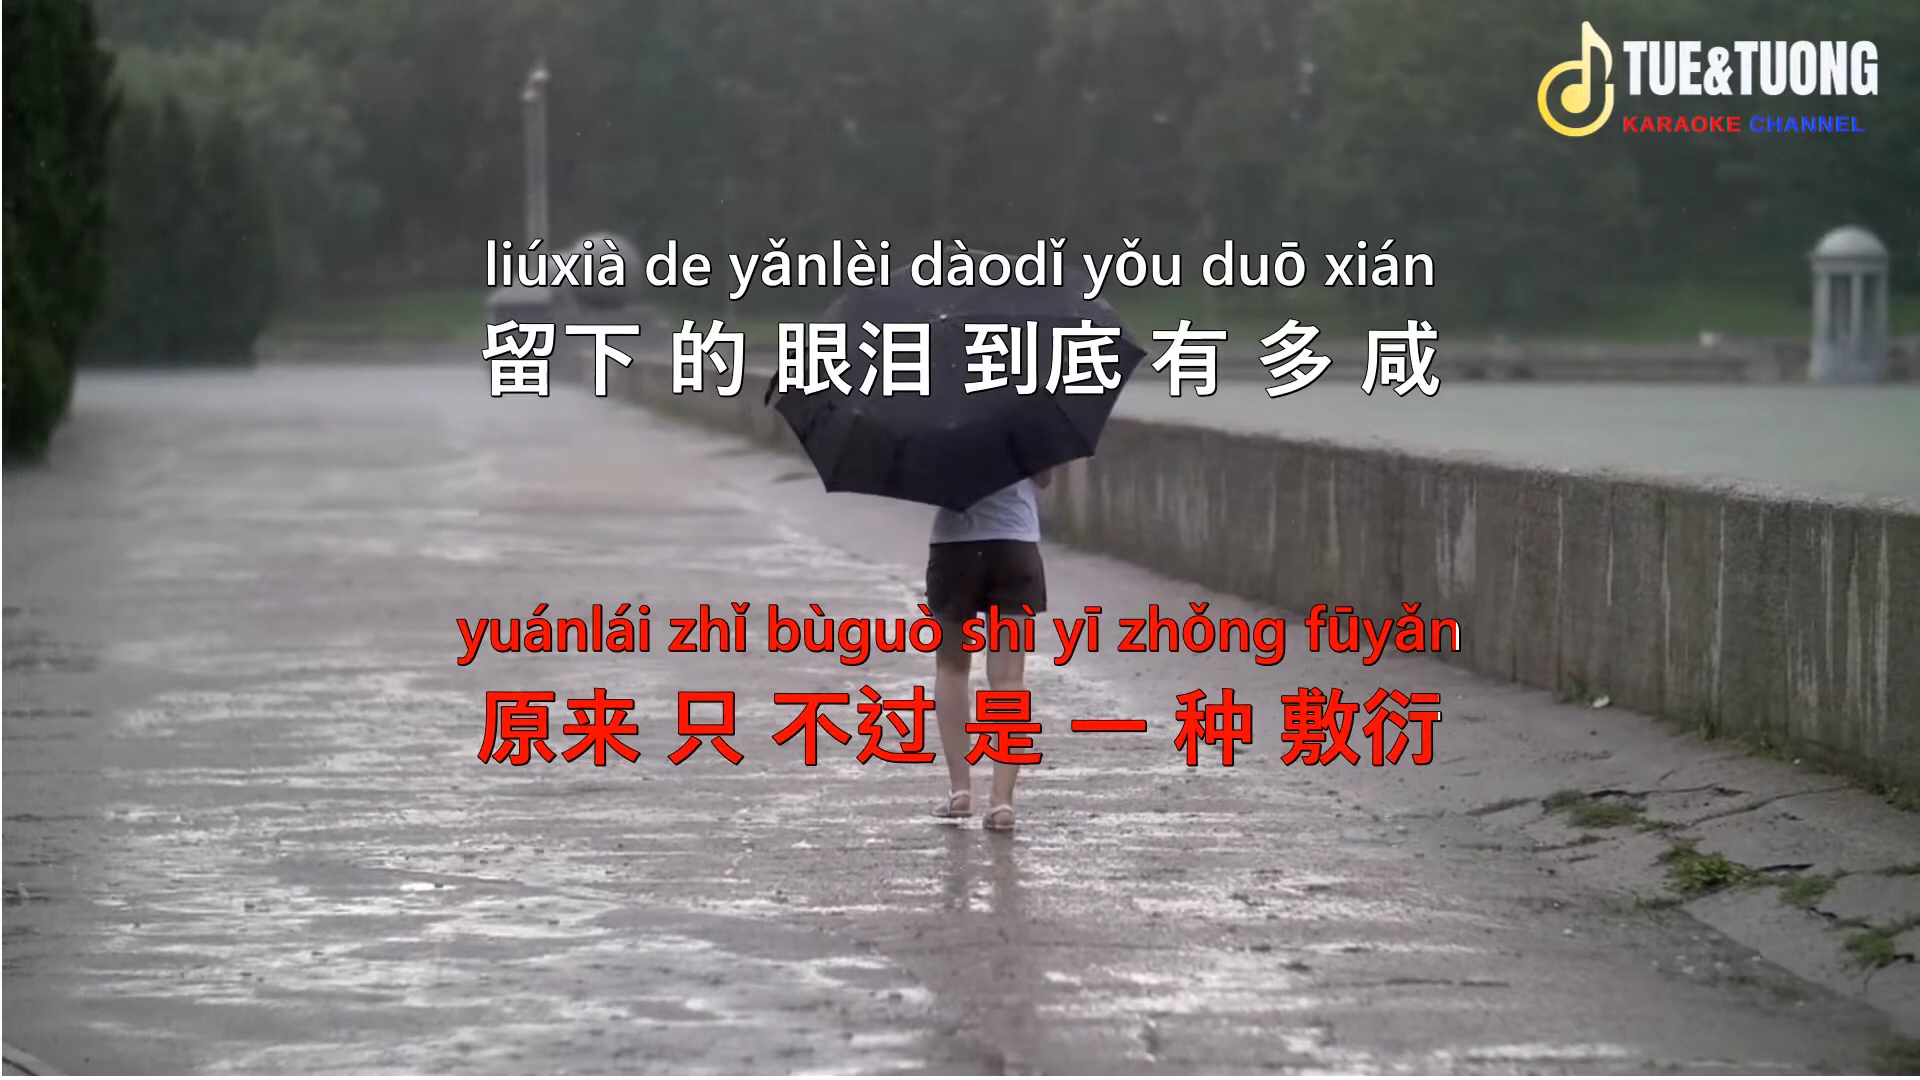 TUE&TUONG
KARAOKE CHANNEL
liúxià de yǎnlèi dàodǐ yǒu duō xián
留下 的 眼泪 到底 有 多 咸
yuánlái zhǐ bùguò shì yī zhǒng fūyǎn
原来 只 不过 是 一 种 敷衍